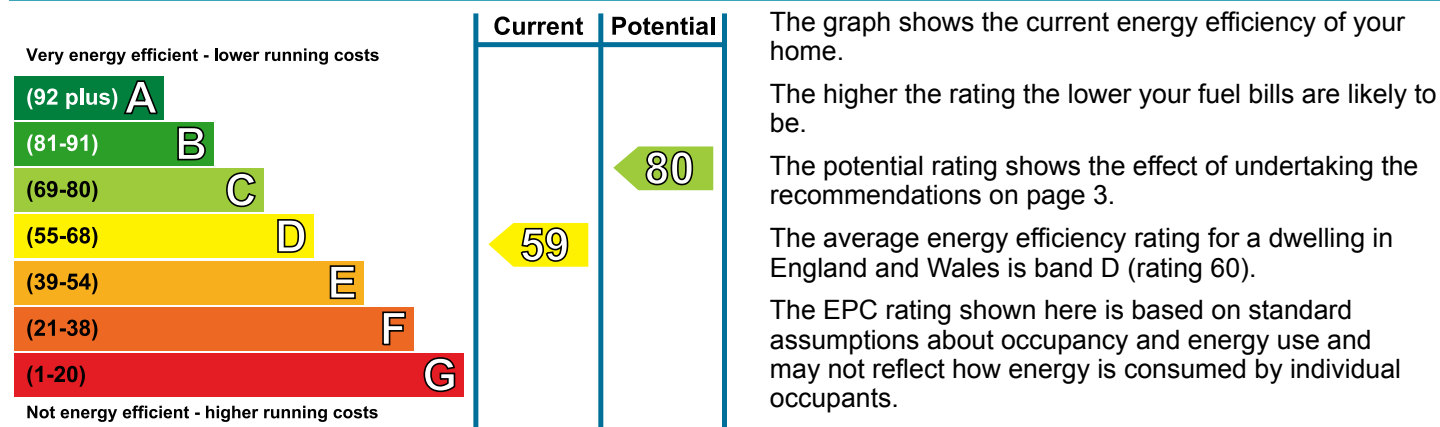 Current Potential
Very energy efficient - lower running costs
(92 plus) A
(81-91) B
(69-80) C
(55-68) D
(39-54) E
(21-38) F
(1-20) G
Not energy efficient - higher running costs
80
59
The graph shows the current energy efficiency of your
home.
The higher the rating the lower your fuel bills are likely to
be.
The potential rating shows the effect of undertaking the
recommendations on page 3.
The average energy efficiency rating for a dwelling in
England and Wales is band D (rating 60).
The EPC rating shown here is based on standard
assumptions about occupancy and energy use and
may not reflect how energy is consumed by individual
occupants.